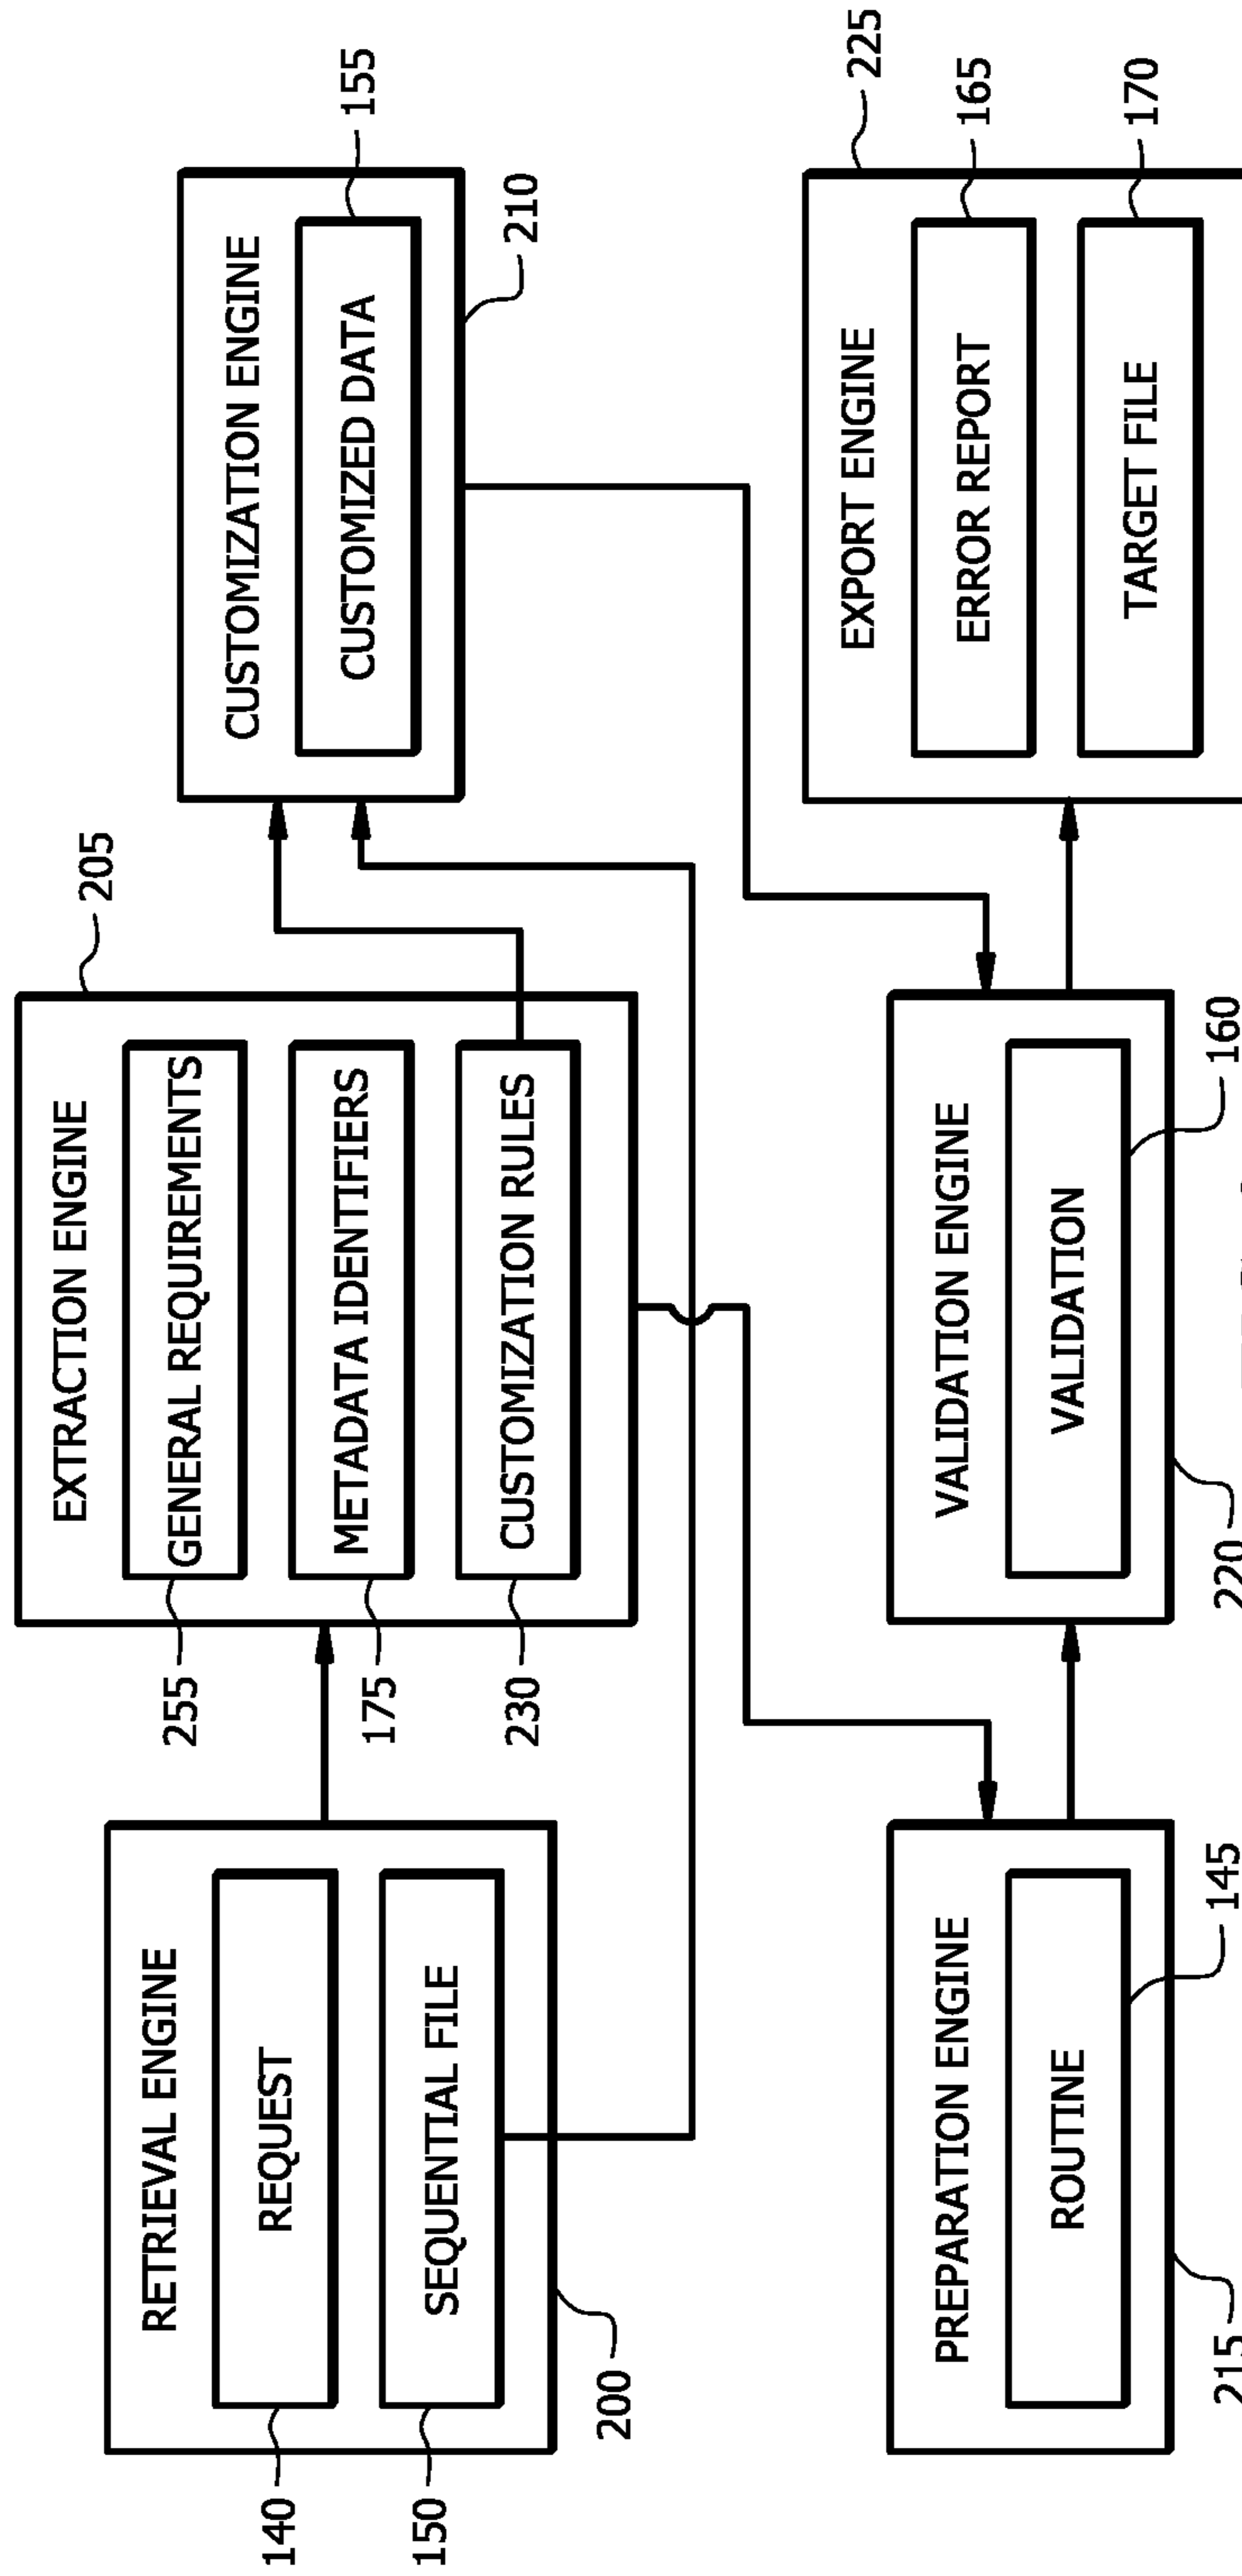 RETRIEVAL ENGINE
REQUEST
SEQUENTIAL FILE
140
150
200
EXTRACTION ENGINE
GENERAL REQUIREMENTS
METADATA IDENTIFIERS
CUSTOMIZATION RULES
255
175
230
205
CUSTOMIZATION ENGINE
CUSTOMIZED DATA
155
210
PREPARATION ENGINE
ROUTINE
145
215
VALIDATION ENGINE
VALIDATION
160
220
EXPORT ENGINE
ERROR REPORT
TARGET FILE
225
165
170